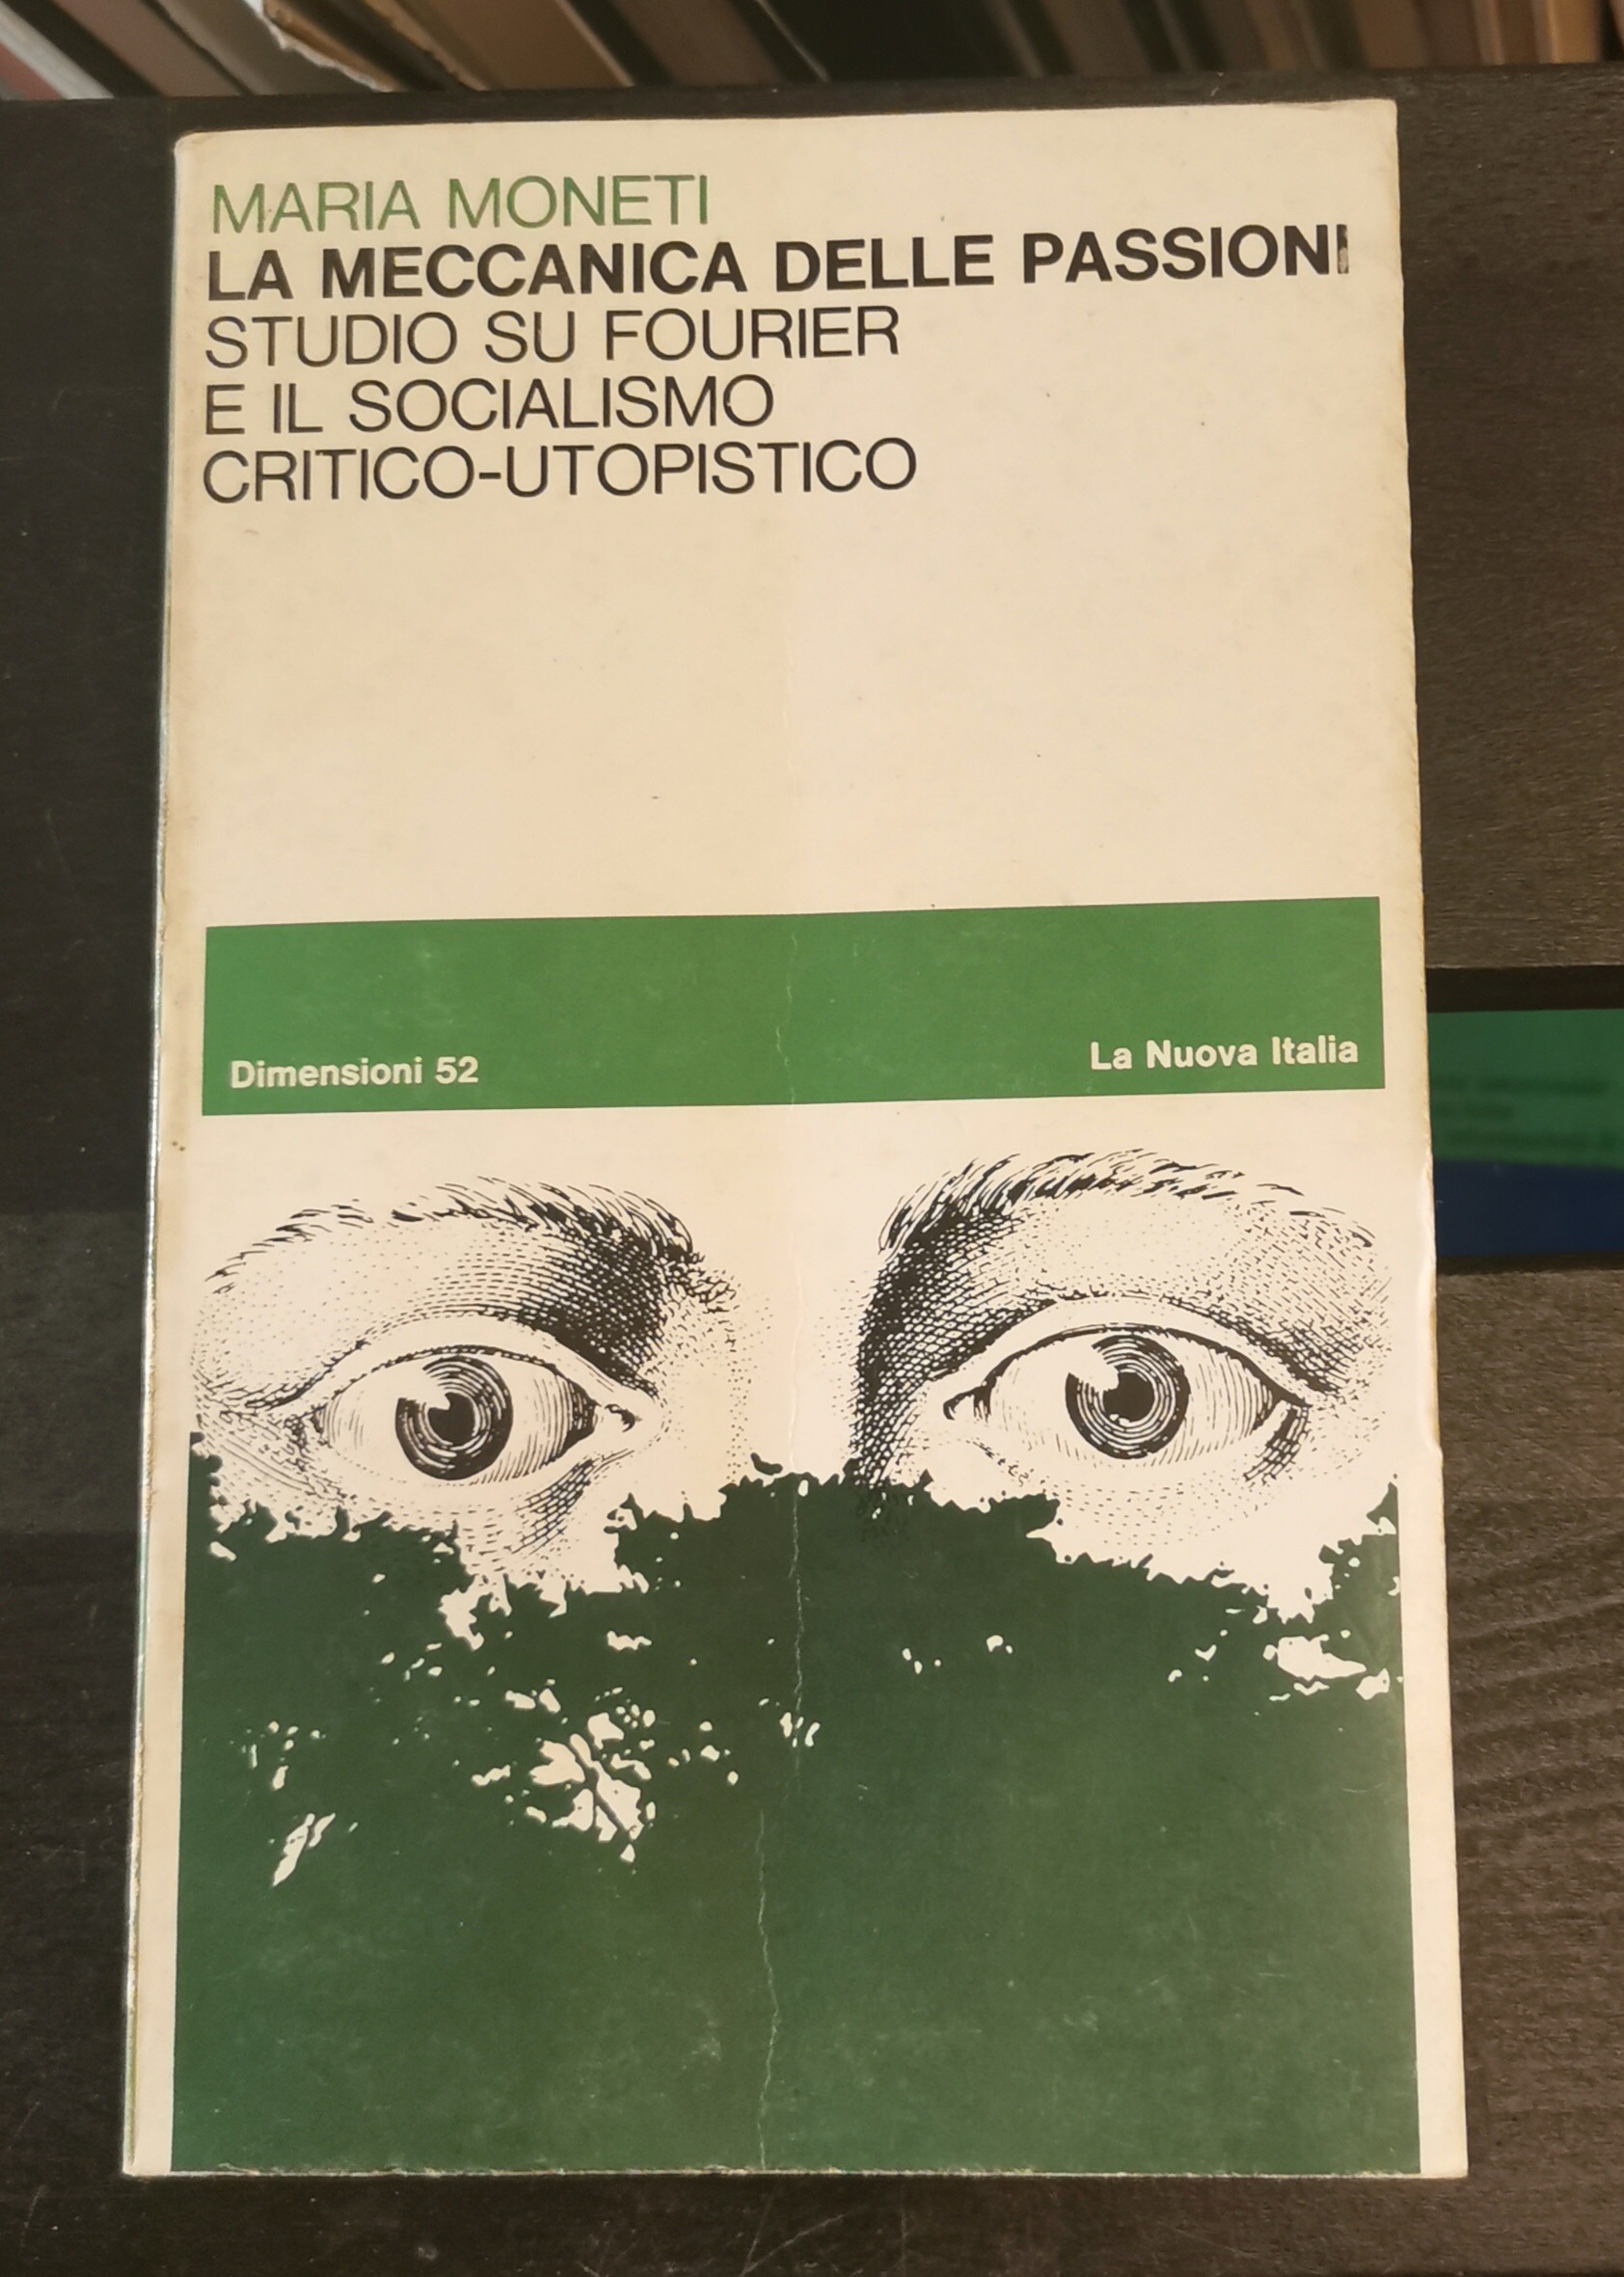 MARIA MONETI
LA MECCANICA DELLE PASSIONI
STUDIO SU FOURIER
E IL SOCIALISMO
CRITICO-UTOPISTICO
Dimensioni 52
La Nuova Italia